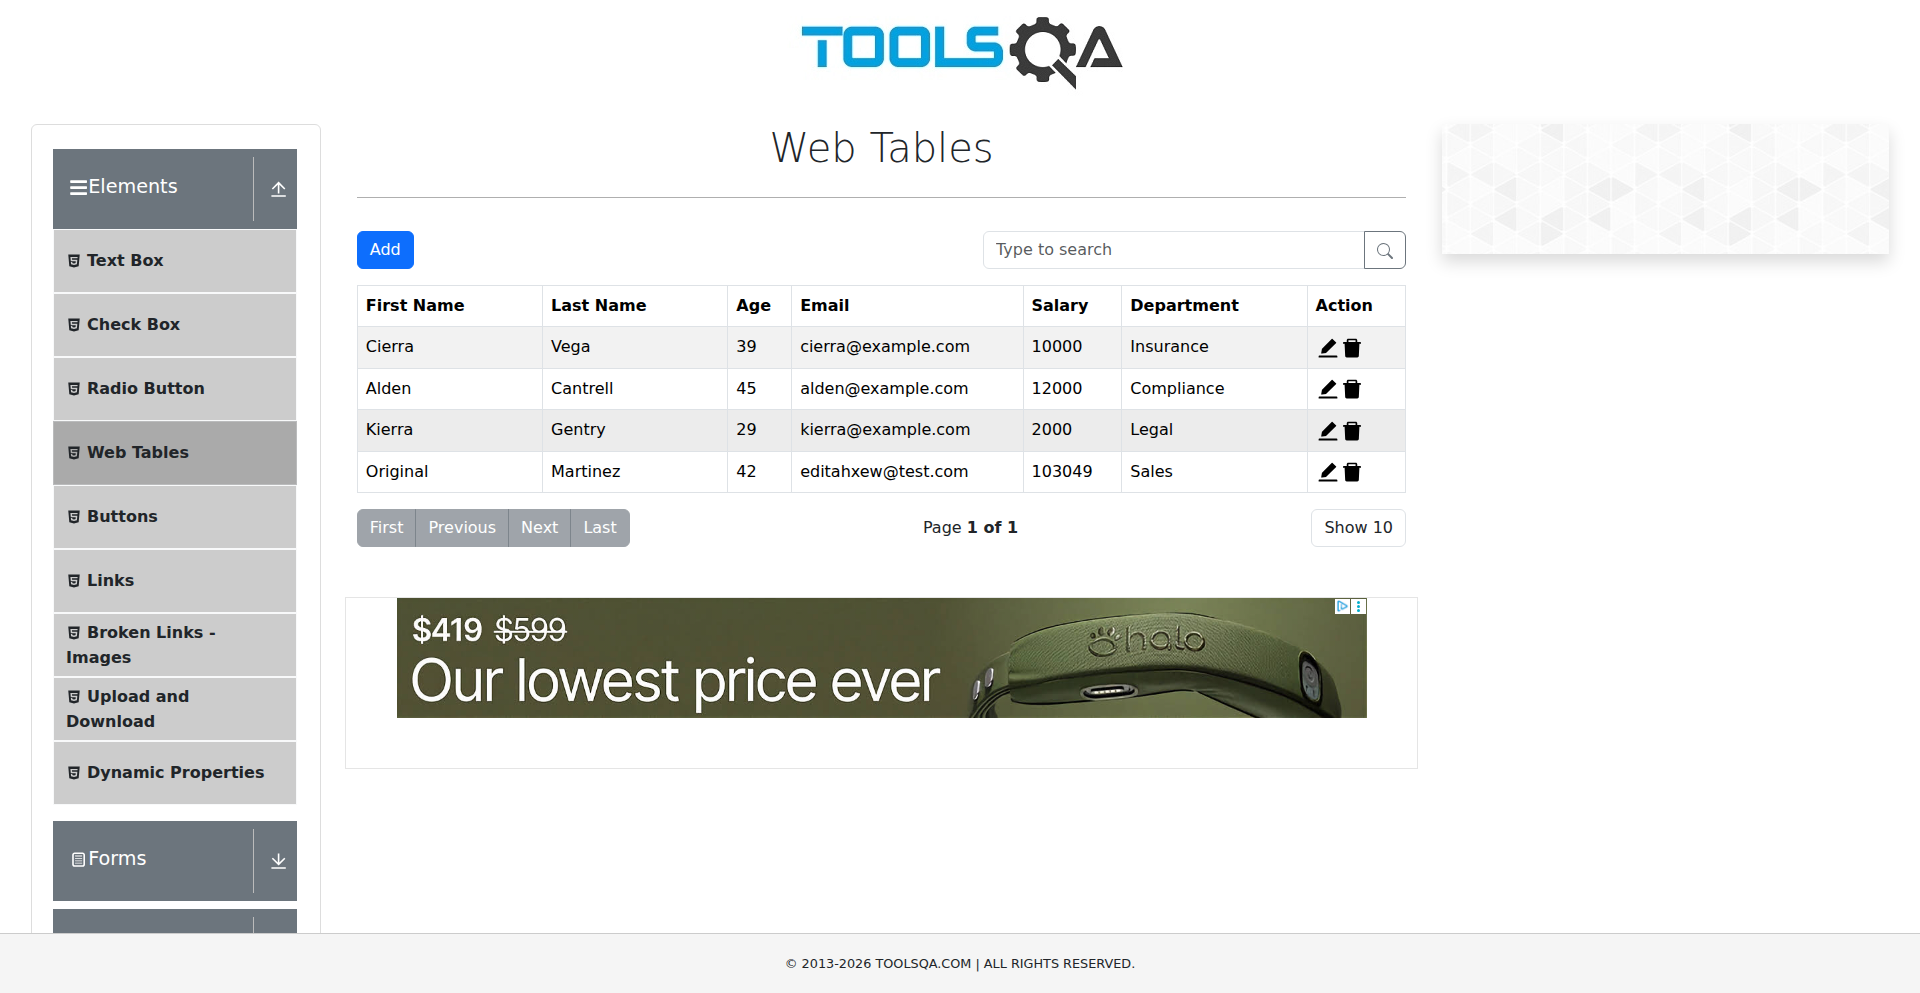 TOOLSQA
Web Tables
Elements
Text Box
Check Box
Radio Button
Web Tables
Buttons
Links
Broken Links -
Images
Upload and
Download
Dynamic Properties
Forms
Add
Type to search
First Name Last Name Age Email Salary Department Action
Cierra Vega 39 cierra@example.com 10000 Insurance
Alden Cantrell 45 alden@example.com 12000 Compliance
Kierra Gentry 29 kierra@example.com 2000 Legal
Original Martinez 42 editahxew@test.com 103049 Sales
First Previous Next Last Page 1 of 1 Show 10
$419 $599
Our lowest price ever
halo
© 2013-2026 TOOLSQA.COM | ALL RIGHTS RESERVED.